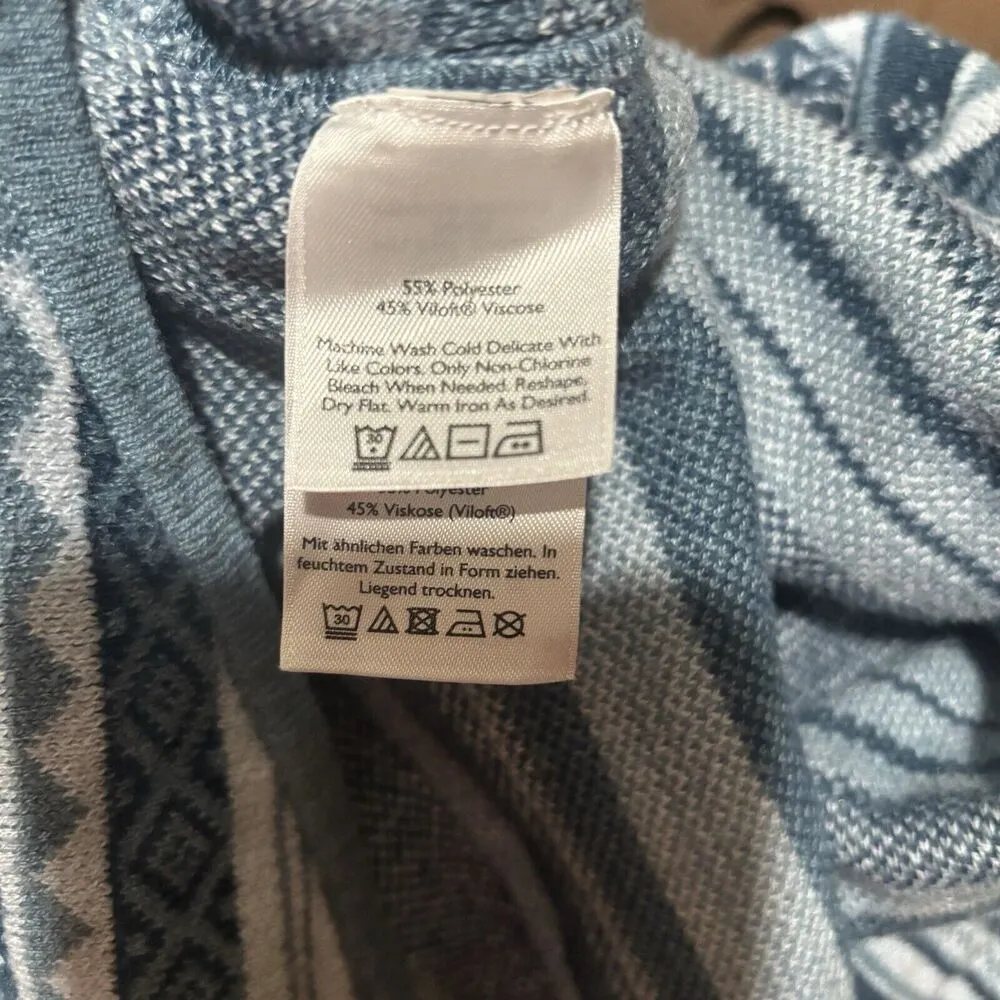 55% Polyester
45% Viloft® Viscose
Machine Wash Cold Delicate With
Like Colors. Only Non-Chlorine
Bleach When Needed. Reshape,
Dry Flat. Warm Iron As Desired.
30
45% Viskose (Viloft®)
Mit ähnlichen Farben waschen. In
feuchtem Zustand in Form ziehen.
Liegend trocknen.
30